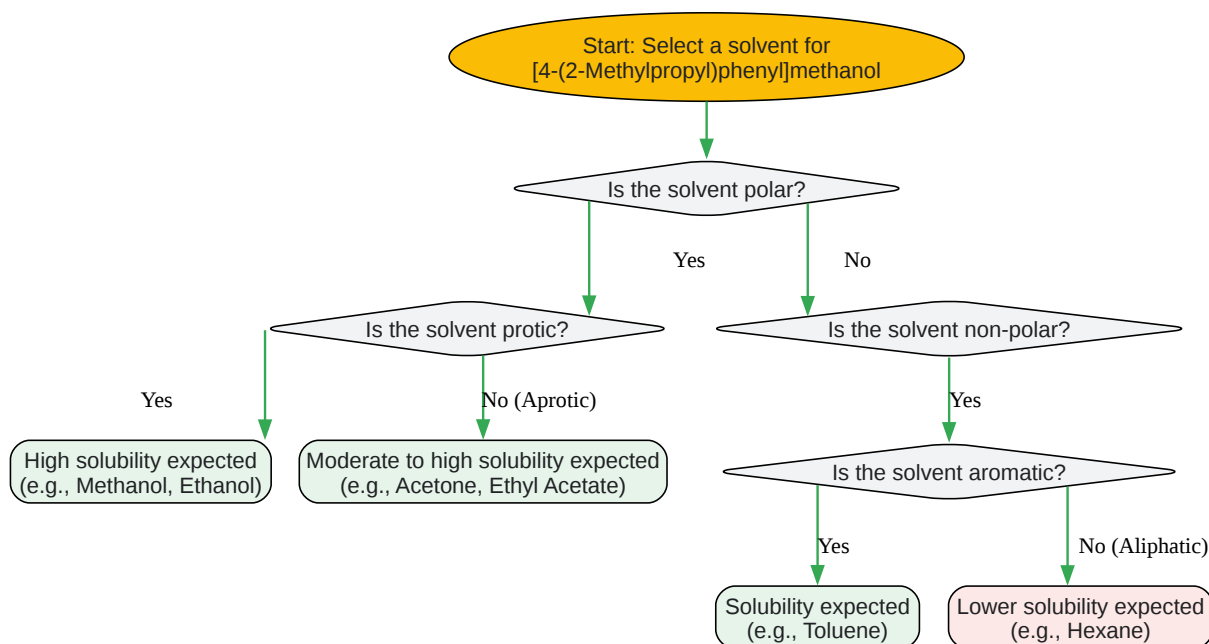 Start: Select a solvent for
[4-(2-Methylpropyl)phenyl]methanol
Is the solvent polar?
Yes
No
Is the solvent protic?
Is the solvent non-polar?
Yes
No (Aprotic)
Yes
High solubility expected
(e.g., Methanol, Ethanol)
Moderate to high solubility expected
(e.g., Acetone, Ethyl Acetate)
Is the solvent aromatic?
Yes
No (Aliphatic)
Solubility expected
(e.g., Toluene)
Lower solubility expected
(e.g., Hexane)